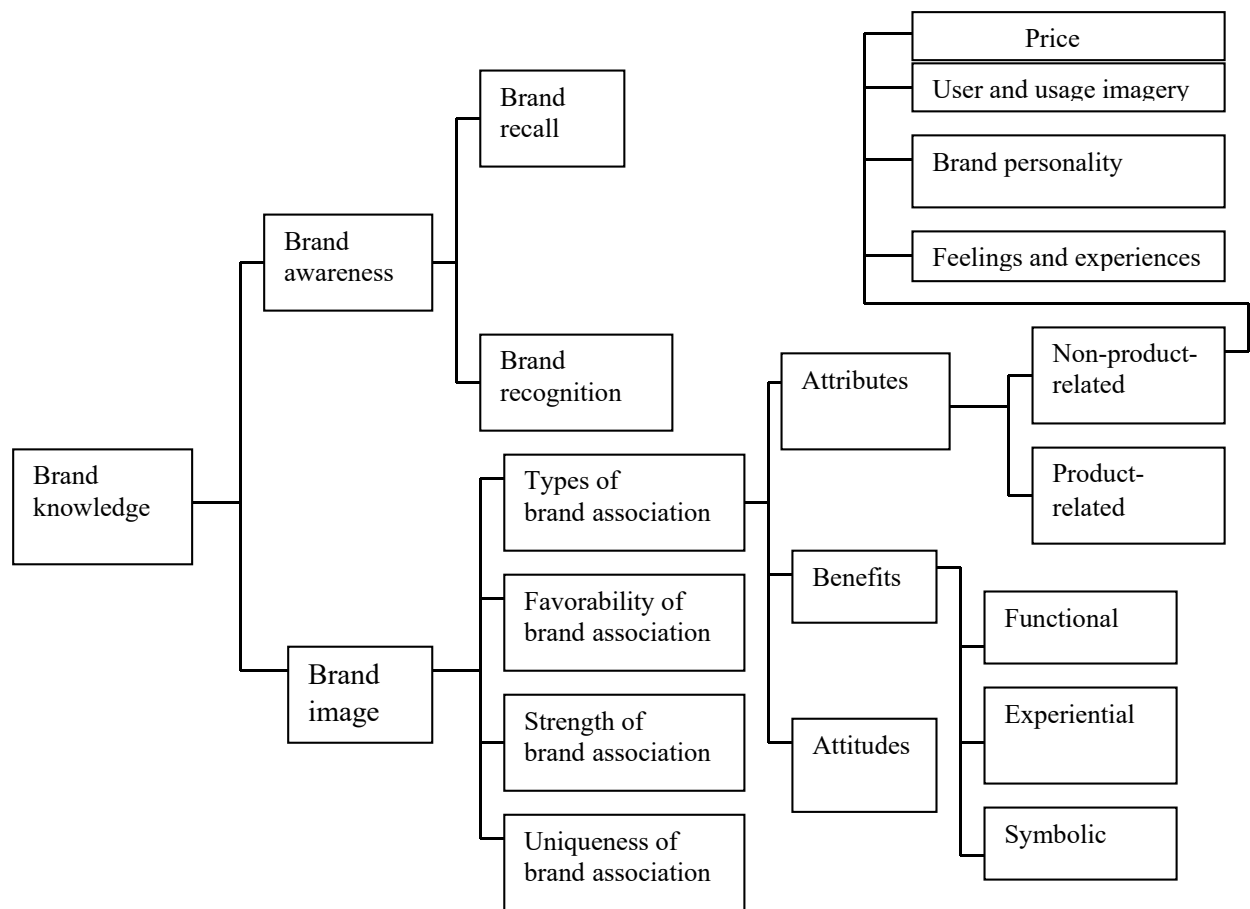 Price
User and usage imagery
Brand personality
Feelings and experiences
Brand
recall
Brand
awareness
Brand
recognition
Non-product-
related
Attributes
Product-
related
Brand
knowledge
Types of
brand association
Benefits
Favorability of
brand association
Functional
Brand
image
Experiential
Strength of
brand association
Attitudes
Symbolic
Uniqueness of
brand association